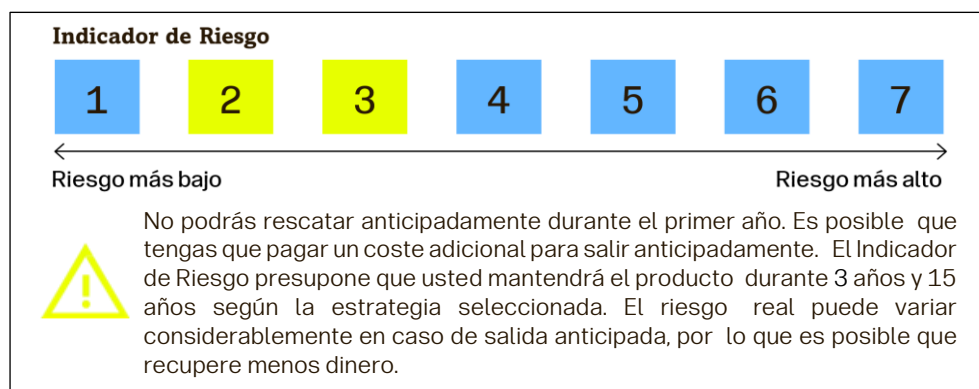 Indicador de Riesgo
1 2 3 4 5 6 7
Riesgo más bajo Riesgo más alto
No podrás rescatar anticipadamente durante el primer año. Es posible que
tengas que pagar un coste adicional para salir anticipadamente. El Indicador
de Riesgo presupone que usted mantendrá el producto durante 3 años y 15
años según la estrategia seleccionada. El riesgo real puede variar
considerablemente en caso de salida anticipada, por lo que es posible que
recupere menos dinero.